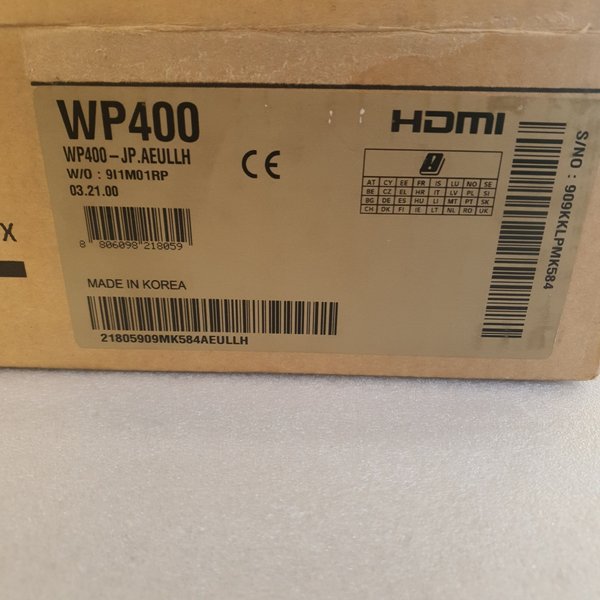 WP400
WP400-JP.AEULLH
W/O : 9I1M01RP
03.21.00
8 806098 218059
MADE IN KOREA
21805909MK584AEULLH
CE
HDMI
AT CY EE FR IS LU NO SE
BE CZ EL HR IT LV PL SI
BG DE ES HU LI MT PT SK
CH DK FI IE LT NL RO UK
S/NO : 909KKLPMK584
X